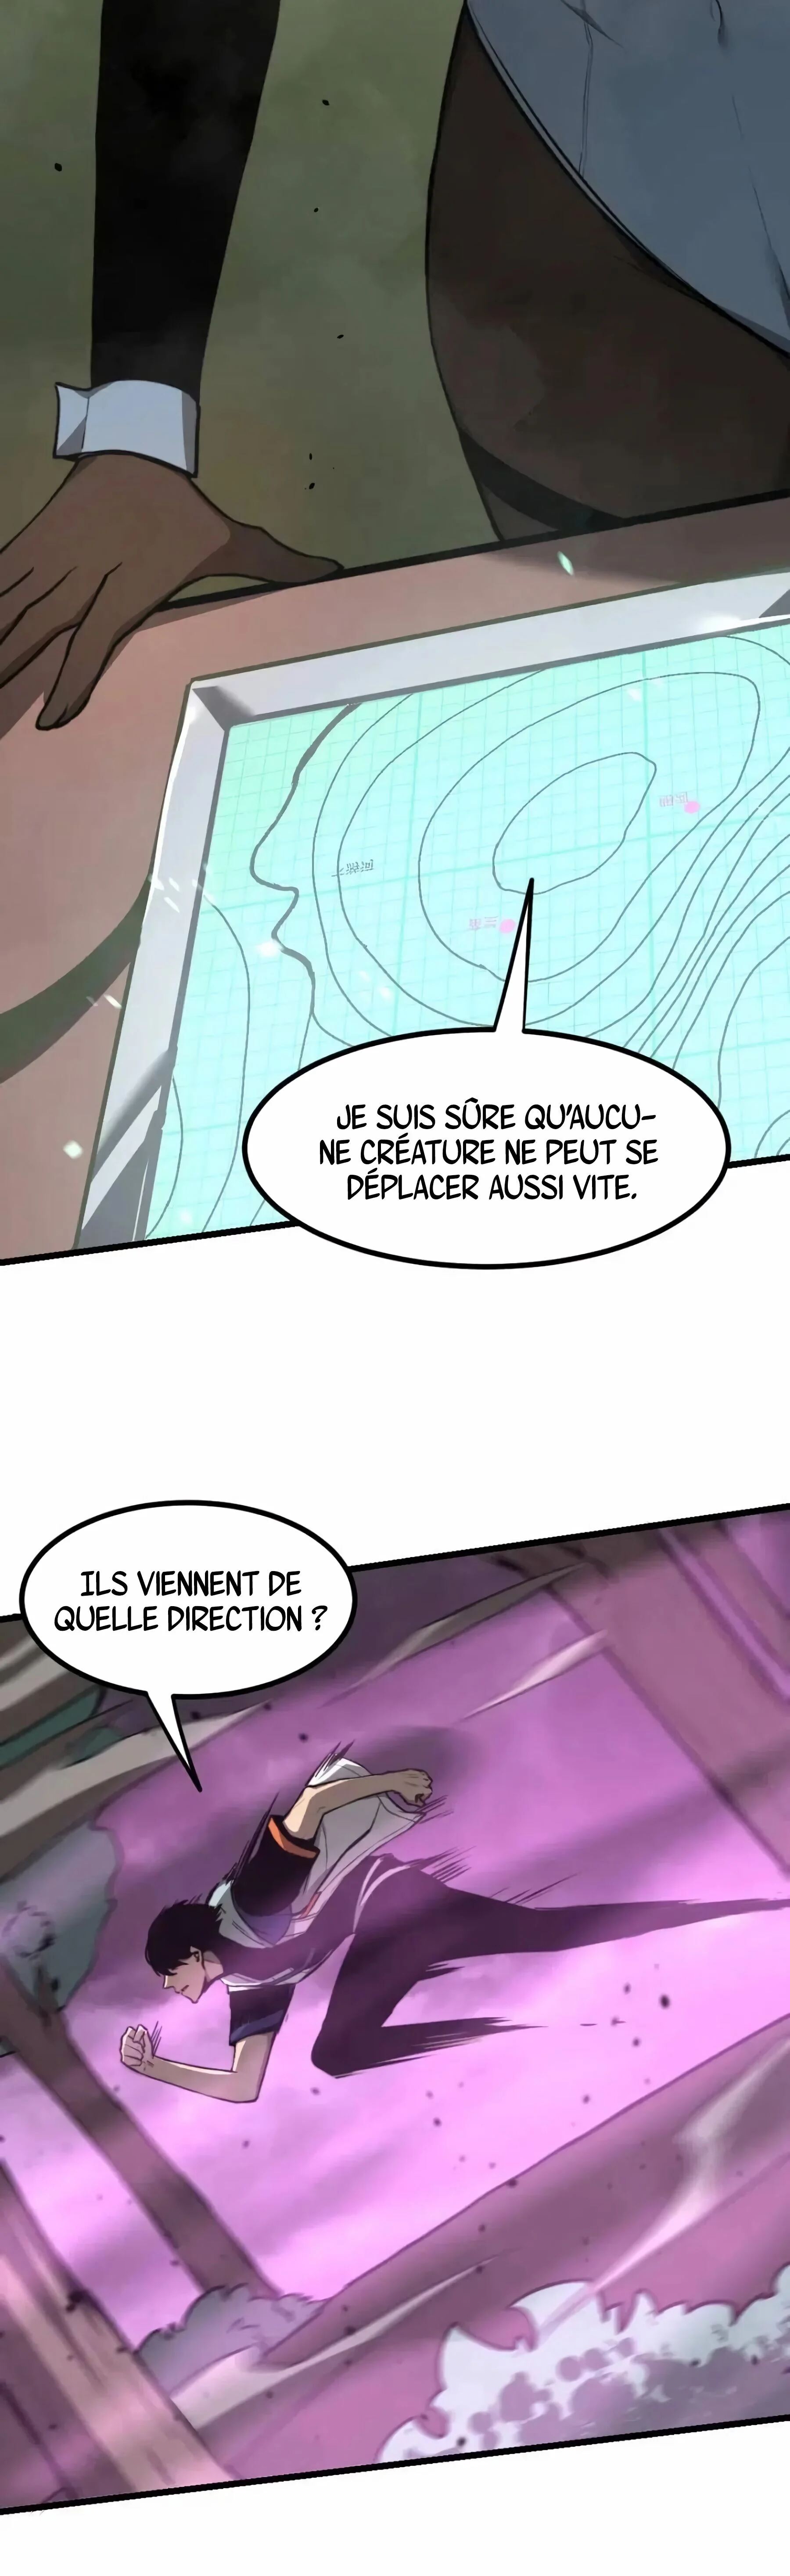 JE SUIS SÛRE QU'AUCU-
NE CRÉATURE NE PEUT SE
DÉPLACER AUSSI VITE.
ILS VIENNENT DE
QUELLE DIRECTION ?